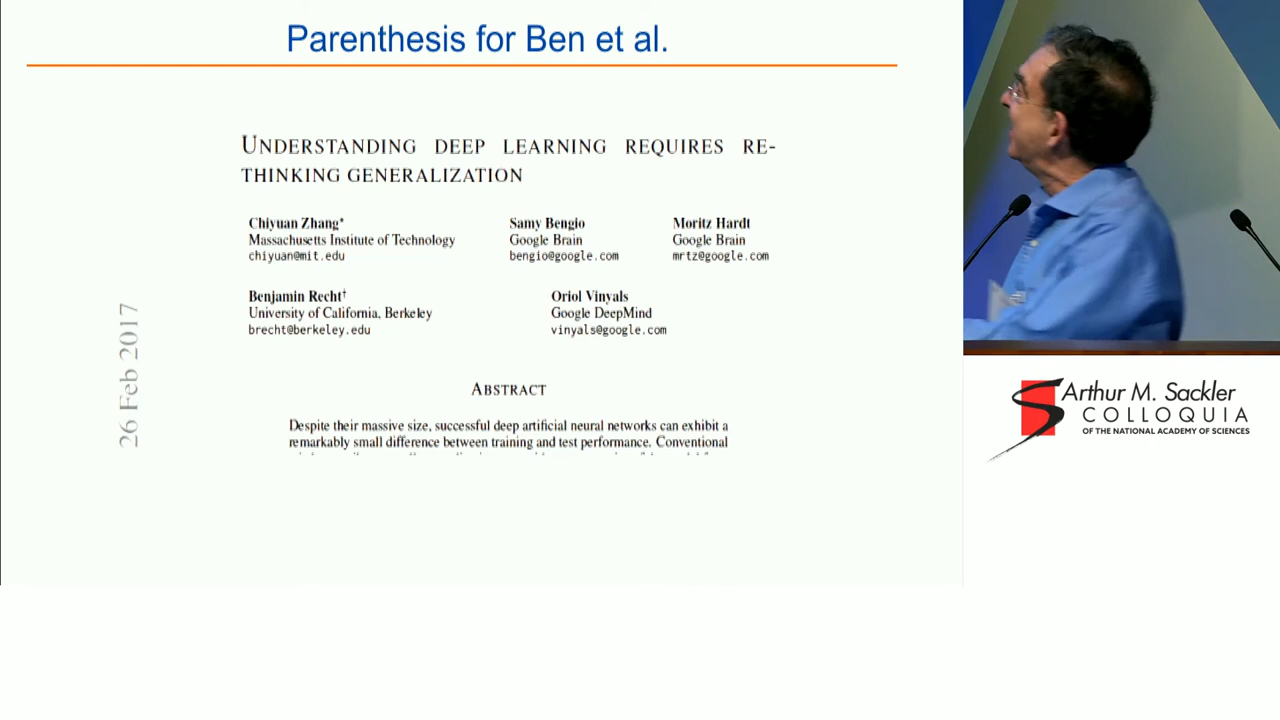 Parenthesis for Ben et al.
UNDERSTANDING DEEP LEARNING REQUIRES RE-
THINKING GENERALIZATION
Chiyuan Zhang*
Massachusetts Institute of Technology
chiyuan@mit.edu
Samy Bengio
Google Brain
bengio@google.com
Moritz Hardt
Google Brain
mrtz@google.com
Benjamin Recht†
University of California, Berkeley
brecht@berkeley.edu
Oriol Vinyals
Google DeepMind
vinyals@google.com
26 Feb 2017
ABSTRACT
Despite their massive size, successful deep artificial neural networks can exhibit a
remarkably small difference between training and test performance. Conventional
Arthur M. Sackler
COLLOQUIA
OF THE NATIONAL ACADEMY OF SCIENCES